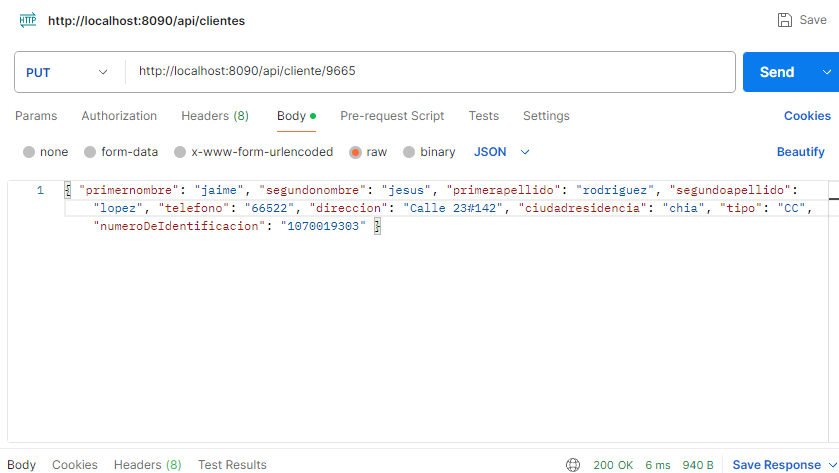 HTTP http://localhost:8090/api/clientes Save
PUT http://localhost:8090/api/cliente/9665 Send
Params Authorization Headers (8) Body Pre-request Script Tests Settings Cookies
none form-data x-www-form-urlencoded raw binary JSON Beautify
1 { "primernombre": "jaime", "segundonombre": "jesus", "primerapellido": "rodriguez", "segundoapellido":
"lopez", "telefono": "66522", "direccion": "Calle 23#142", "ciudadresidencia": "chia", "tipo": "CC",
"numeroDeIdentificacion": "1070019303" }
Body Cookies Headers (8) Test Results 200 OK 6 ms 940 B Save Response